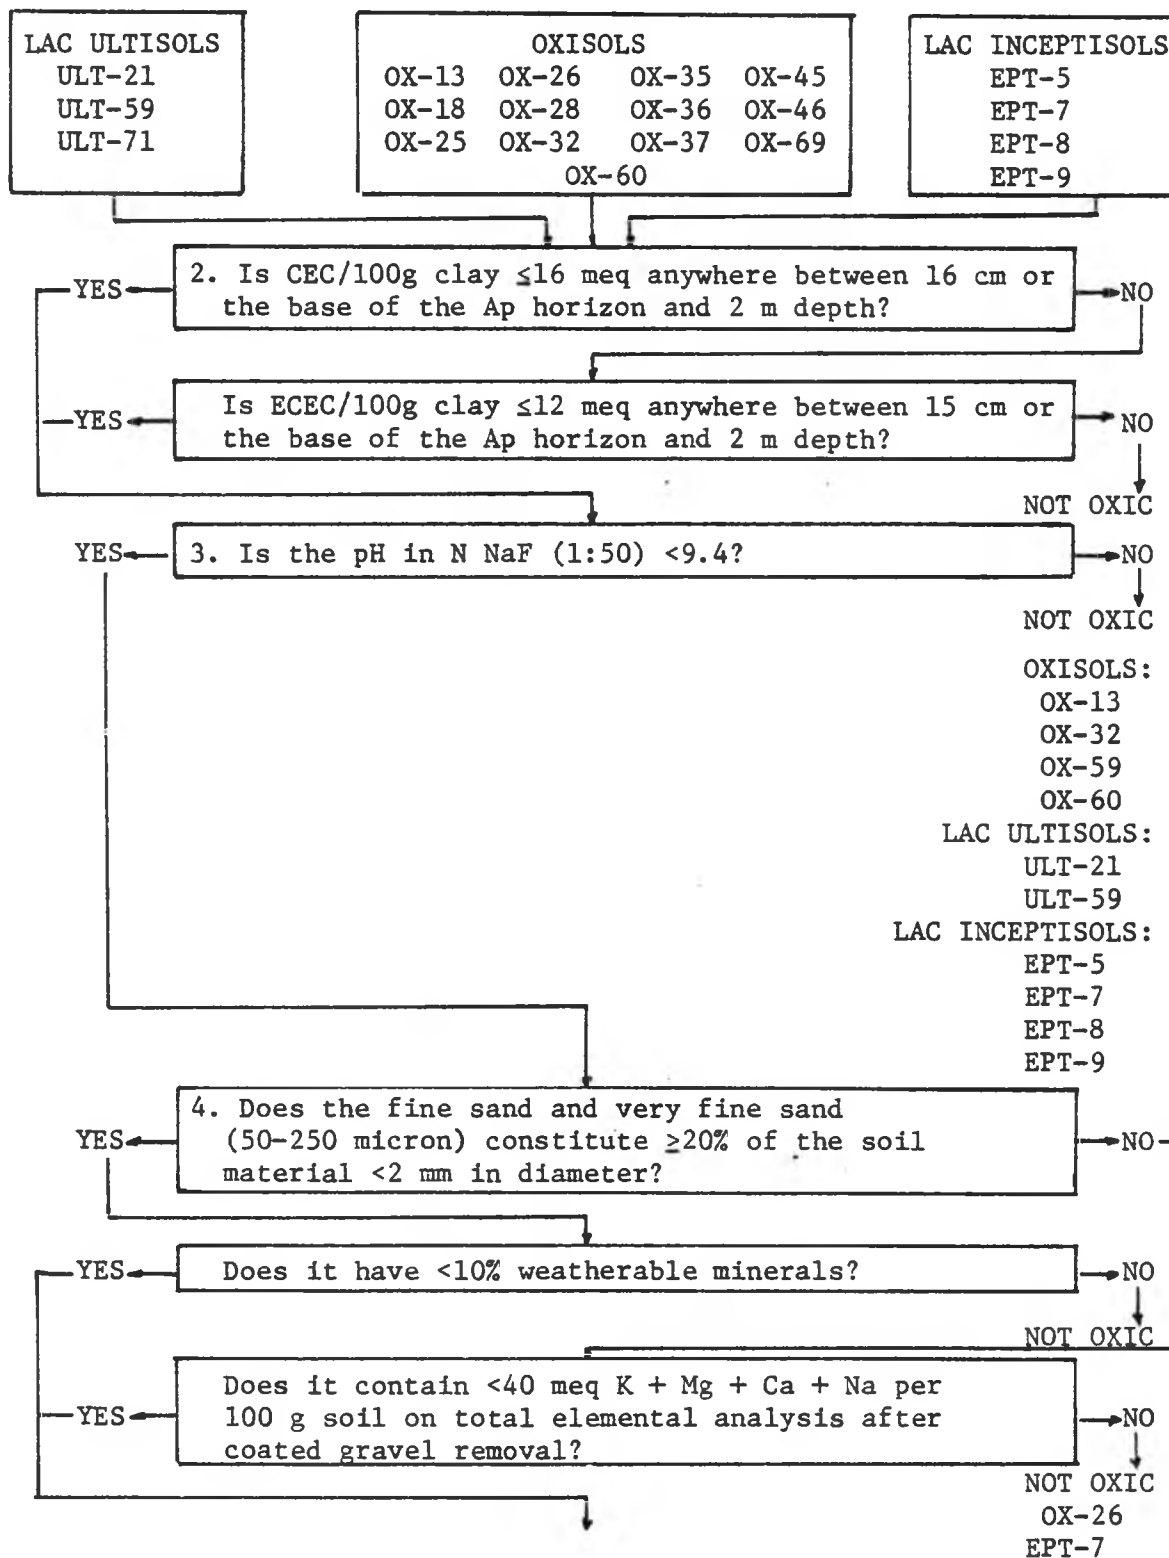 LAC ULTISOLS
ULT-21
ULT-59
ULT-71
OXISOLS
OX-13 OX-26 OX-35 OX-45
OX-18 OX-28 OX-36 OX-46
OX-25 OX-32 OX-37 OX-69
OX-60
LAC INCEPTISOLS
EPT-5
EPT-7
EPT-8
EPT-9
YES
2. Is CEC/100g clay ≤16 meq anywhere between 16 cm or
the base of the Ap horizon and 2 m depth?
NO
YES
Is ECEC/100g clay ≤12 meq anywhere between 15 cm or
the base of the Ap horizon and 2 m depth?
NO
NOT OXIC
YES
3. Is the pH in N NaF (1:50) <9.4?
NO
NOT OXIC
OXISOLS:
OX-13
OX-32
OX-59
OX-60
LAC ULTISOLS:
ULT-21
ULT-59
LAC INCEPTISOLS:
EPT-5
EPT-7
EPT-8
EPT-9
YES
4. Does the fine sand and very fine sand
(50-250 micron) constitute ≥20% of the soil
material <2 mm in diameter?
NO
YES
Does it have <10% weatherable minerals?
NO
NOT OXIC
YES
Does it contain <40 meq K + Mg + Ca + Na per
100 g soil on total elemental analysis after
coated gravel removal?
NO
NOT OXIC
OX-26
EPT-7